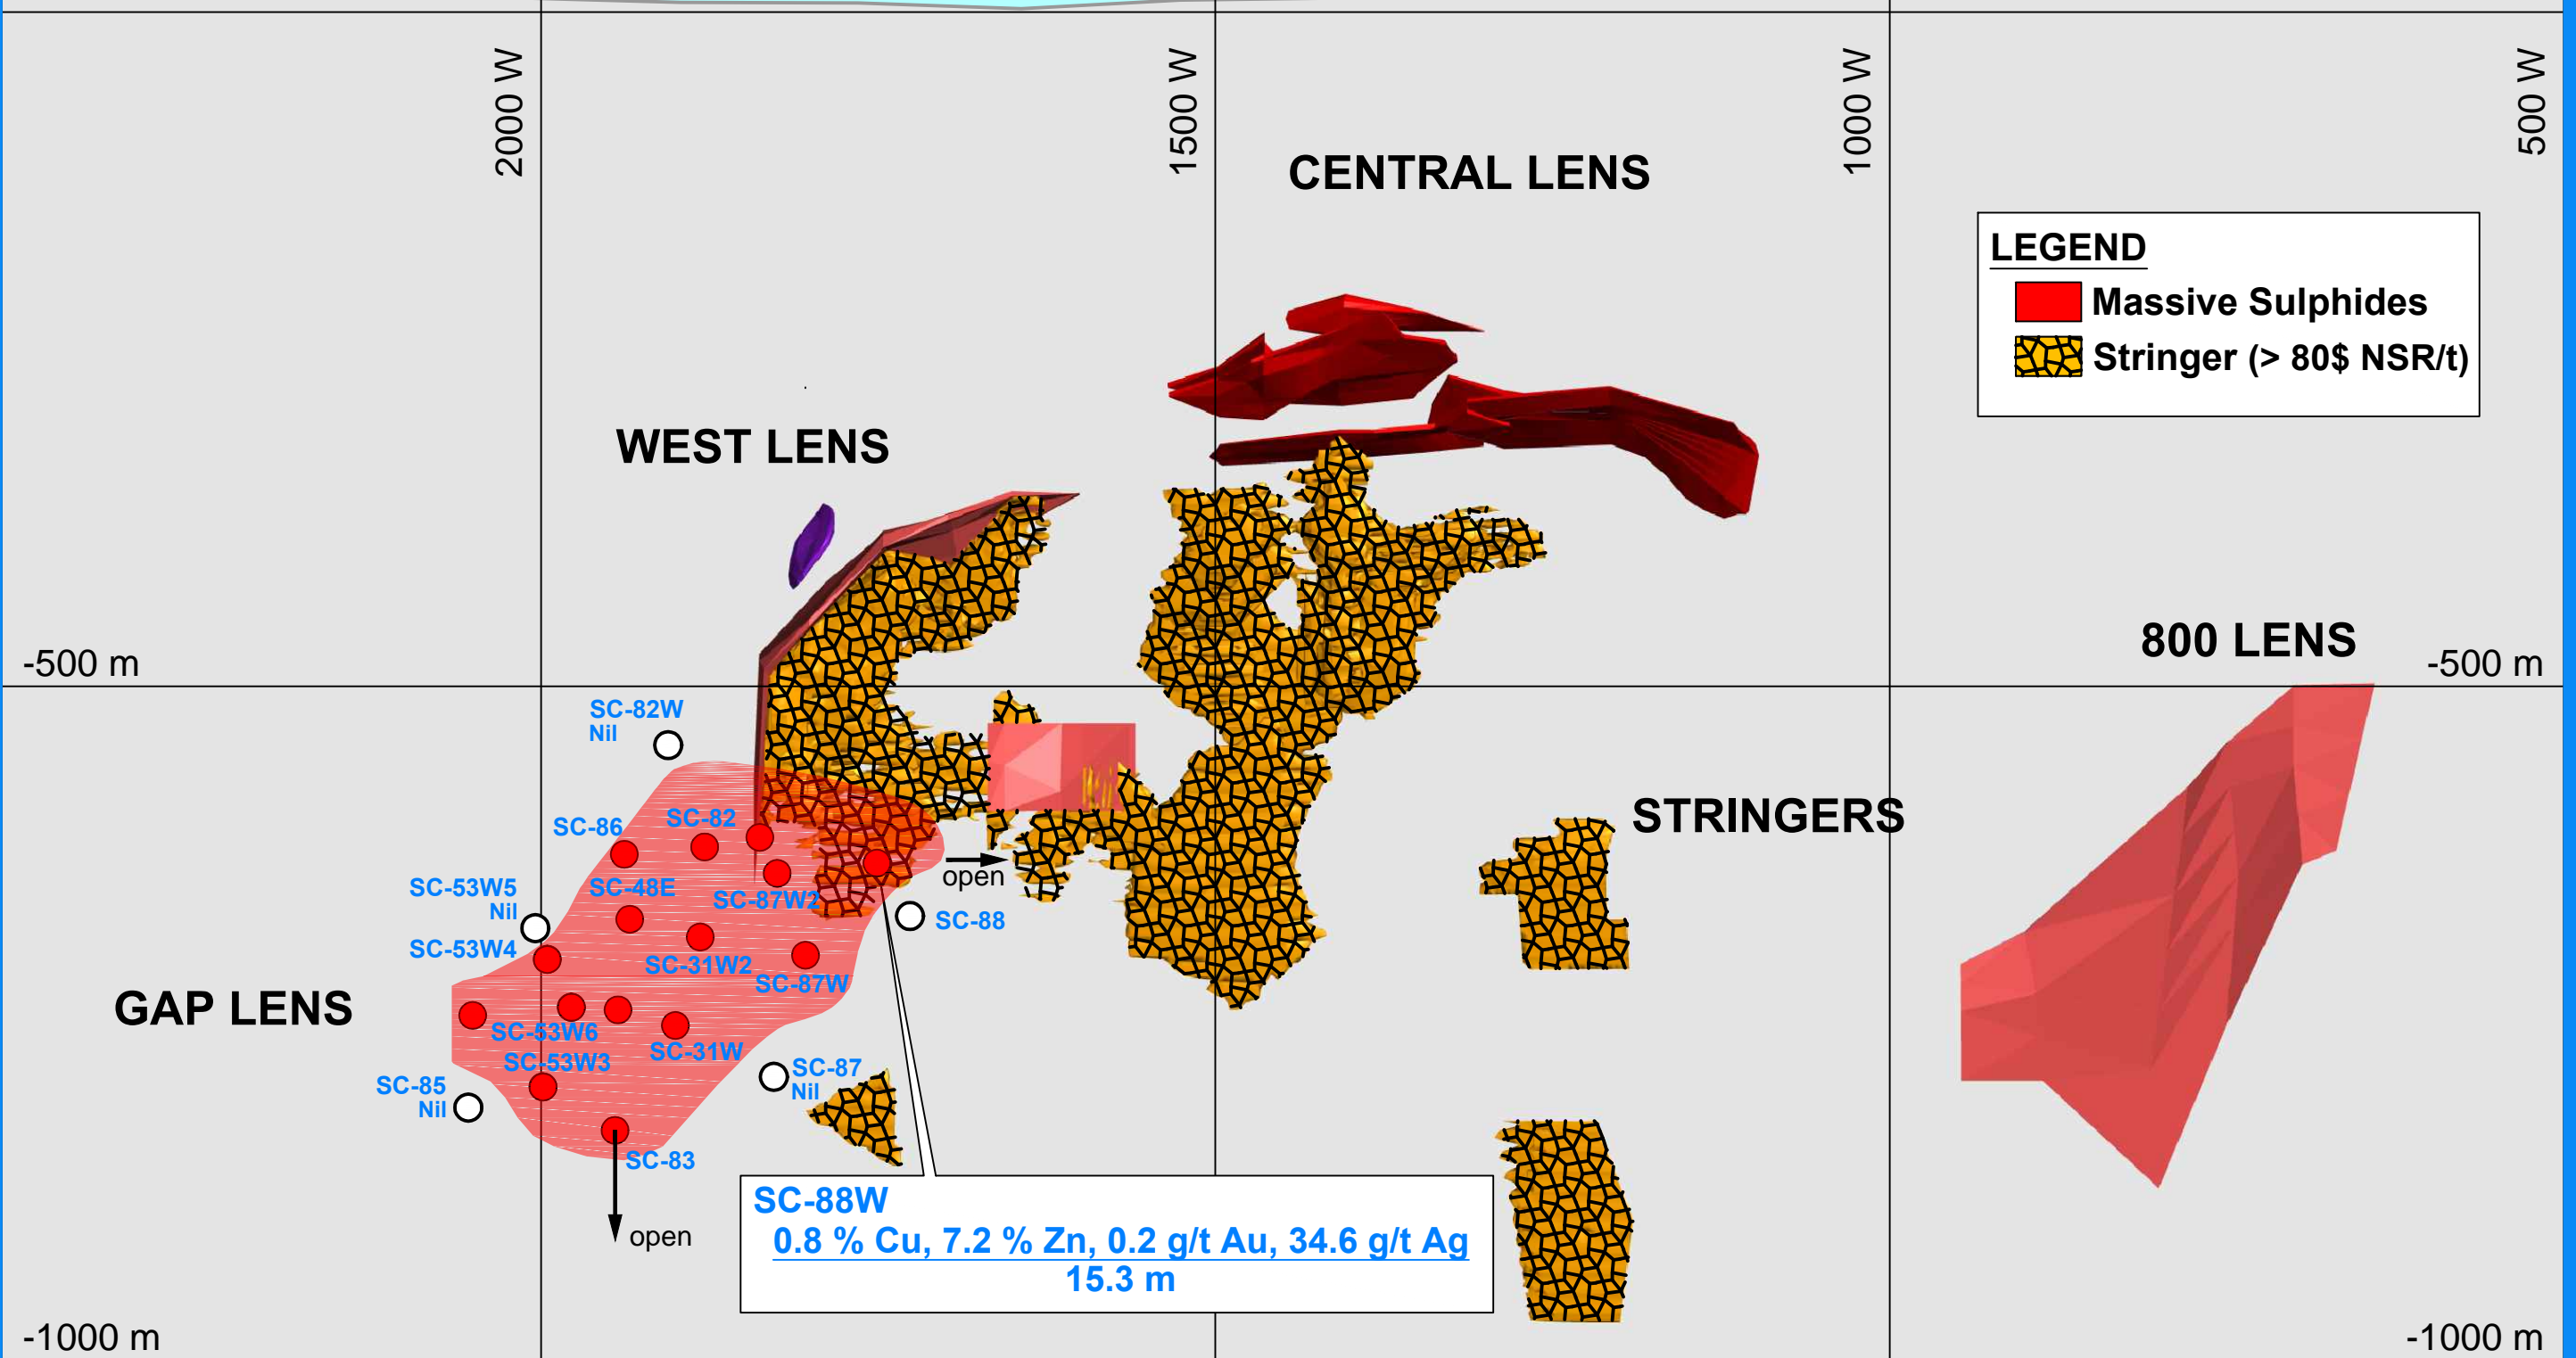 2000 W
1500 W
1000 W
500 W
CENTRAL LENS
LEGEND
Massive Sulphides
Stringer (> 80$ NSR/t)
WEST LENS
800 LENS
-500 m
-500 m
SC-82W
Nil
STRINGERS
SC-82
SC-86
open
SC-53W5
Nil
SC-48E
SC-87W2
SC-88
SC-53W4
SC-31W2
SC-87W
GAP LENS
SC-53W6
SC-31W
SC-53W3
SC-87
Nil
SC-85
Nil
SC-83
SC-88W
0.8 % Cu, 7.2 % Zn, 0.2 g/t Au, 34.6 g/t Ag
15.3 m
open
-1000 m
-1000 m